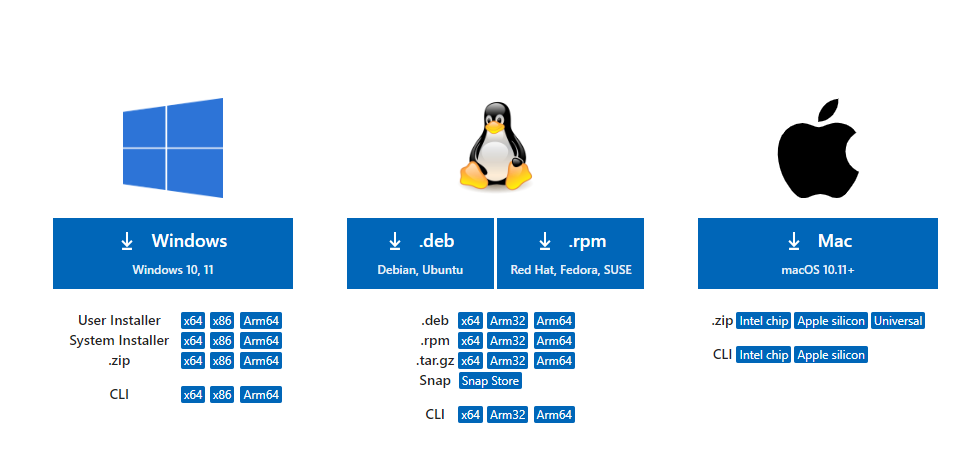 Windows
Windows 10, 11
User Installer x64 x86 Arm64
System Installer x64 x86 Arm64
.zip x64 x86 Arm64
CLI x64 x86 Arm64
.deb
Debian, Ubuntu
.rpm
Red Hat, Fedora, SUSE
.deb x64 Arm32 Arm64
.rpm x64 Arm32 Arm64
.tar.gz x64 Arm32 Arm64
Snap Snap Store
CLI x64 Arm32 Arm64
Mac
macOS 10.11+
.zip Intel chip Apple silicon Universal
CLI Intel chip Apple silicon